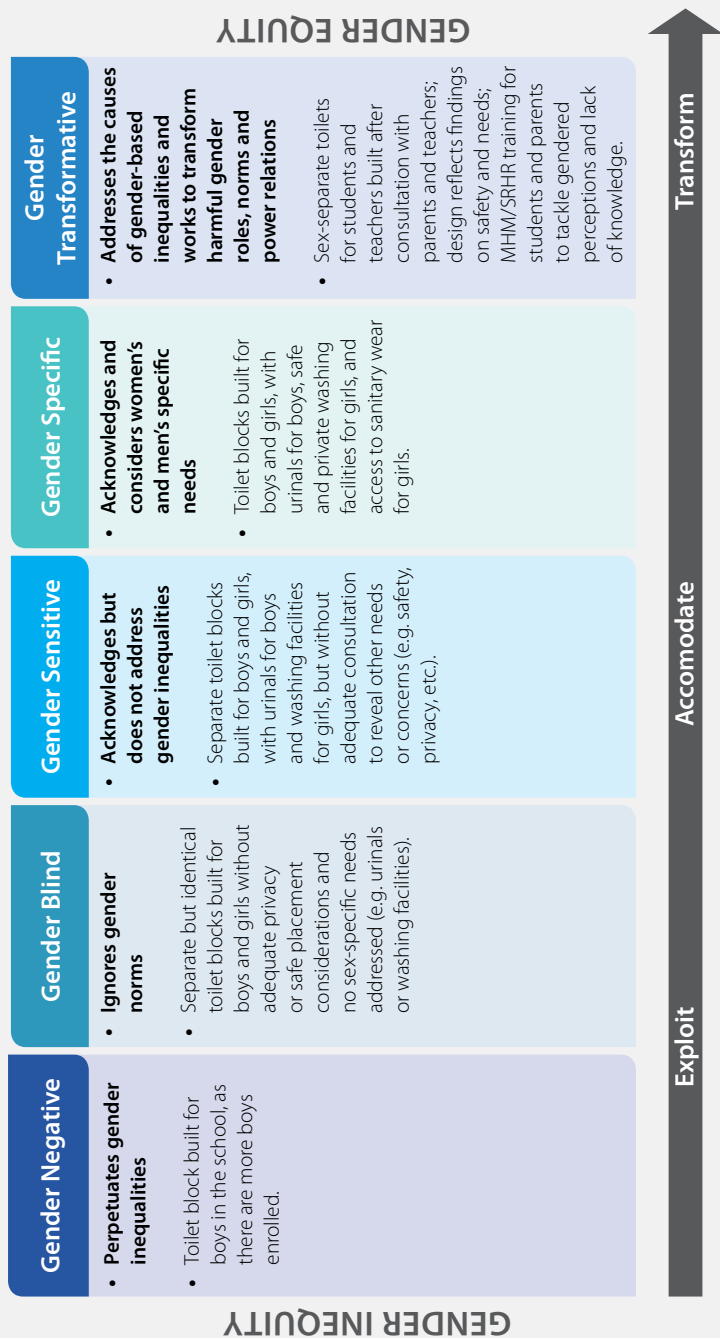 GENDER INEQUITY
Gender Negative
• Perpetuates gender
inequalities
• Toilet block built for
boys in the school, as
there are more boys
enrolled.
Gender Blind
• Ignores gender
norms
• Separate but identical
toilet blocks built for
boys and girls without
adequate privacy
or safe placement
considerations and
no sex-specific needs
addressed (e.g. urinals
or washing facilities).
Gender Sensitive
• Acknowledges but
does not address
gender inequalities
• Separate toilet blocks
built for boys and girls,
with urinals for boys
and washing facilities
for girls, but without
adequate consultation
to reveal other needs
or concerns (e.g. safety,
privacy, etc.).
Gender Specific
• Acknowledges and
considers women's
and men's specific
needs
• Toilet blocks built for
boys and girls, with
urinals for boys, safe
and private washing
facilities for girls, and
access to sanitary wear
for girls.
Gender
Transformative
• Addresses the causes
of gender-based
inequalities and
works to transform
harmful gender
roles, norms and
power relations
• Sex-separate toilets
for students and
teachers built after
consultation with
parents and teachers;
design reflects findings
on safety and needs;
MHM/SRHR training for
students and parents
to tackle gendered
perceptions and lack
of knowledge.
GENDER EQUITY
Exploit
Accomodate
Transform